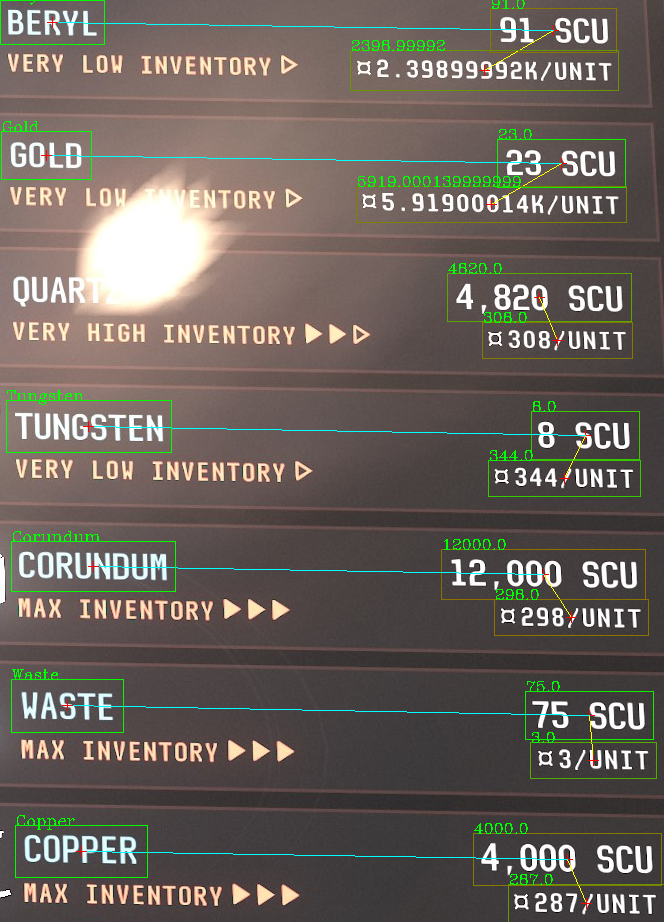 91.0
BERYL 91 SCU
2398.99992
VERY LOW INVENTORY ▷ ¤2.39899992K/UNIT
Gold 23.0
GOLD 23 SCU
5919.000139999999
VERY LOW INVENTORY ▷ ¤5.91900014K/UNIT
4820.0
QUARTZ 4,820 SCU
308.0
VERY HIGH INVENTORY ▶▶▷ ¤308/UNIT
Tungsten 8.0
TUNGSTEN 8 SCU
344.0
VERY LOW INVENTORY ▷ ¤344/UNIT
Corundum 12000.0
CORUNDUM 12,000 SCU
298.0
MAX INVENTORY ▶▶▶ ¤298/UNIT
Waste 75.0
WASTE 75 SCU
3.0
MAX INVENTORY ▶▶▶ ¤3/UNIT
Copper 4000.0
COPPER 4,000 SCU
287.0
MAX INVENTORY ▶▶▶ ¤287/UNIT